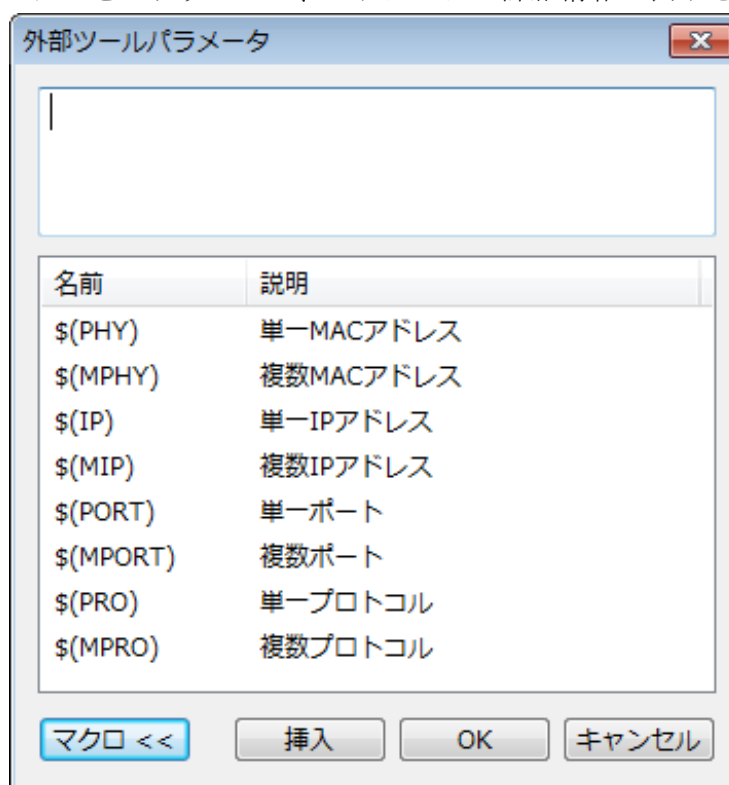 外部ツールパラメータ
名前 説明
$(PHY) 単一MACアドレス
$(MPHY) 複数MACアドレス
$(IP) 単一IPアドレス
$(MIP) 複数IPアドレス
$(PORT) 単一ポート
$(MPORT) 複数ポート
$(PRO) 単一プロトコル
$(MPRO) 複数プロトコル
マクロ << 挿入 OK キャンセル